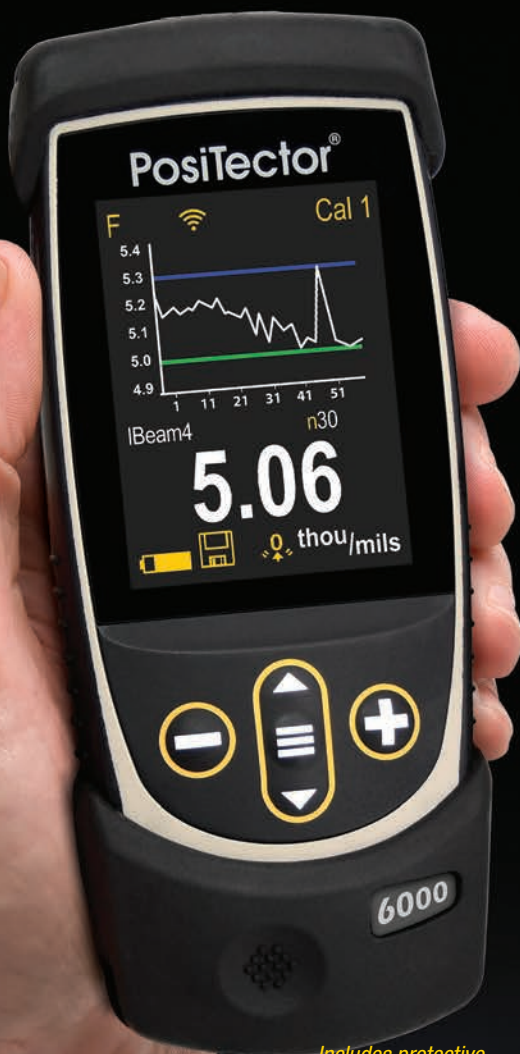 PosiTector®
F Cal 1
5.4
5.3
5.2
5.1
5.0
4.9
1 11 21 31 41 51
IBeam4 n30
5.06
0 thou/mils
6000
Includes protective